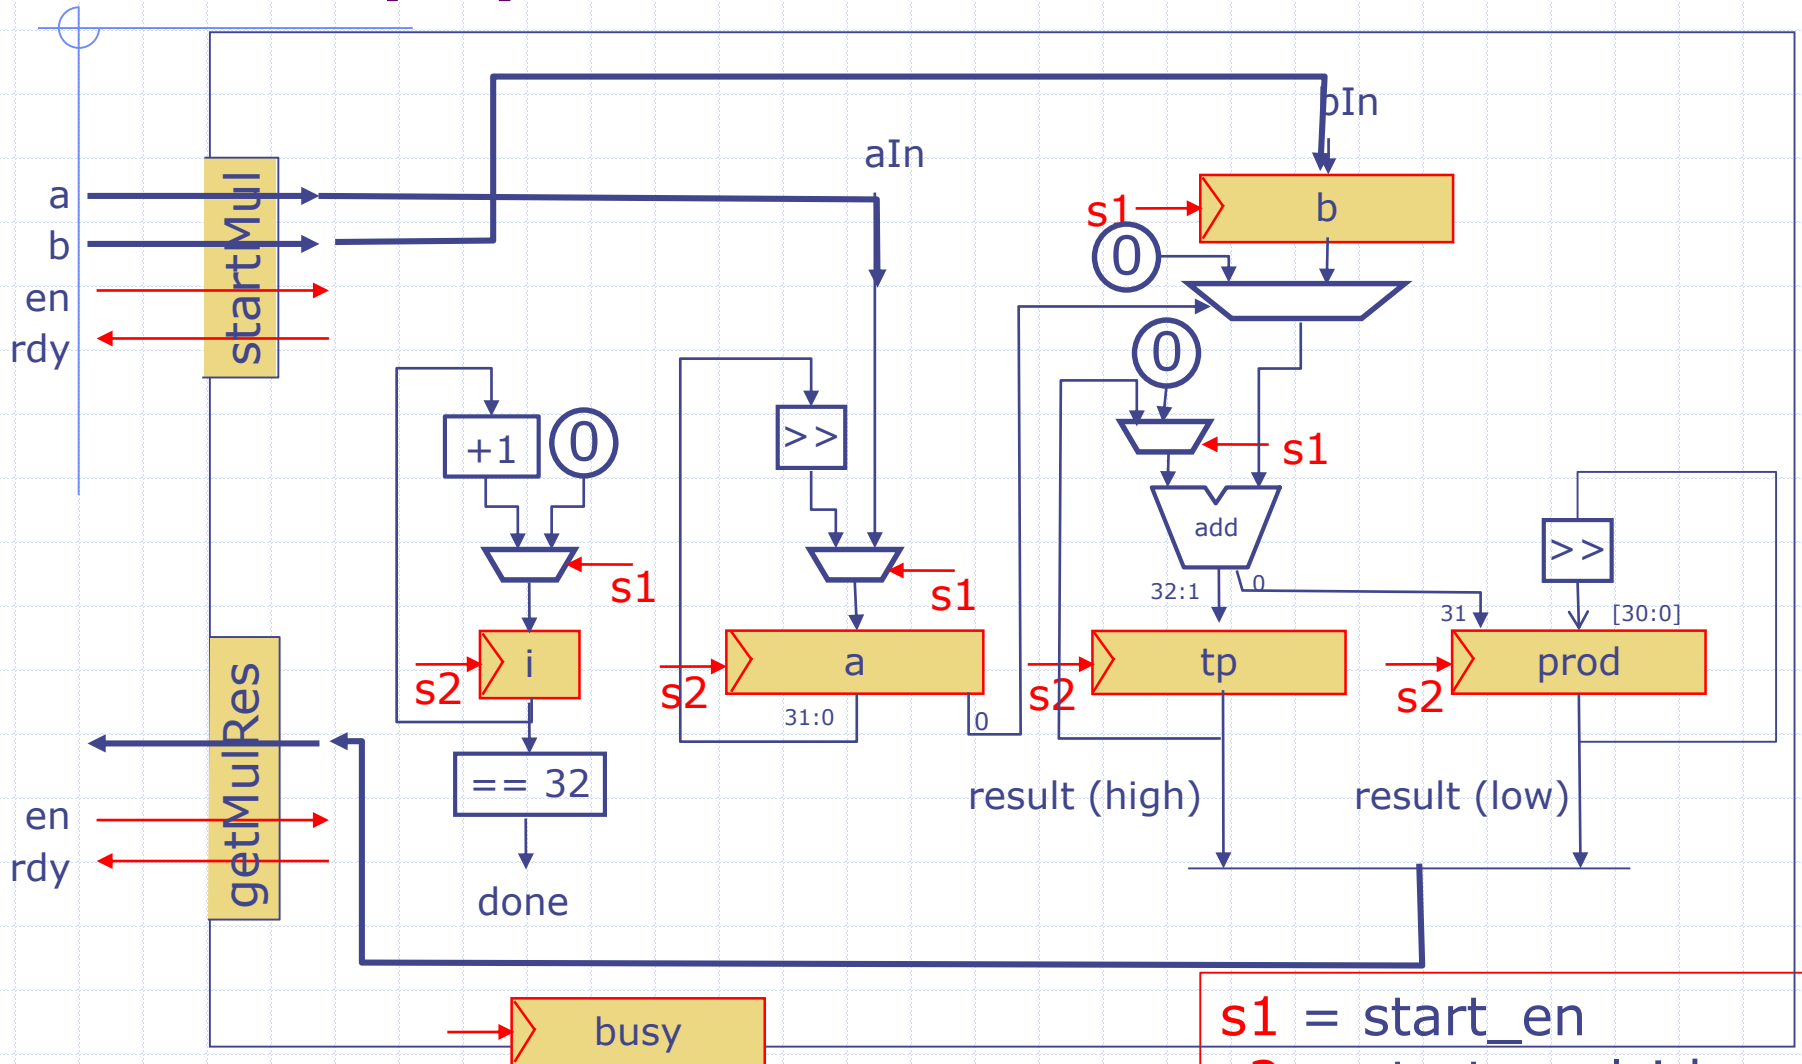 bIn
aIn
a
b
en
rdy
startMul
s1
b
0
0
s1
+1
0
>>
add
>>
s1
s1
32:1
0
31
[30:0]
i
a
tp
prod
s2
s2
s2
s2
31:0
0
getMulRes
== 32
result (high)
result (low)
en
rdy
done
busy
s1 = start_en